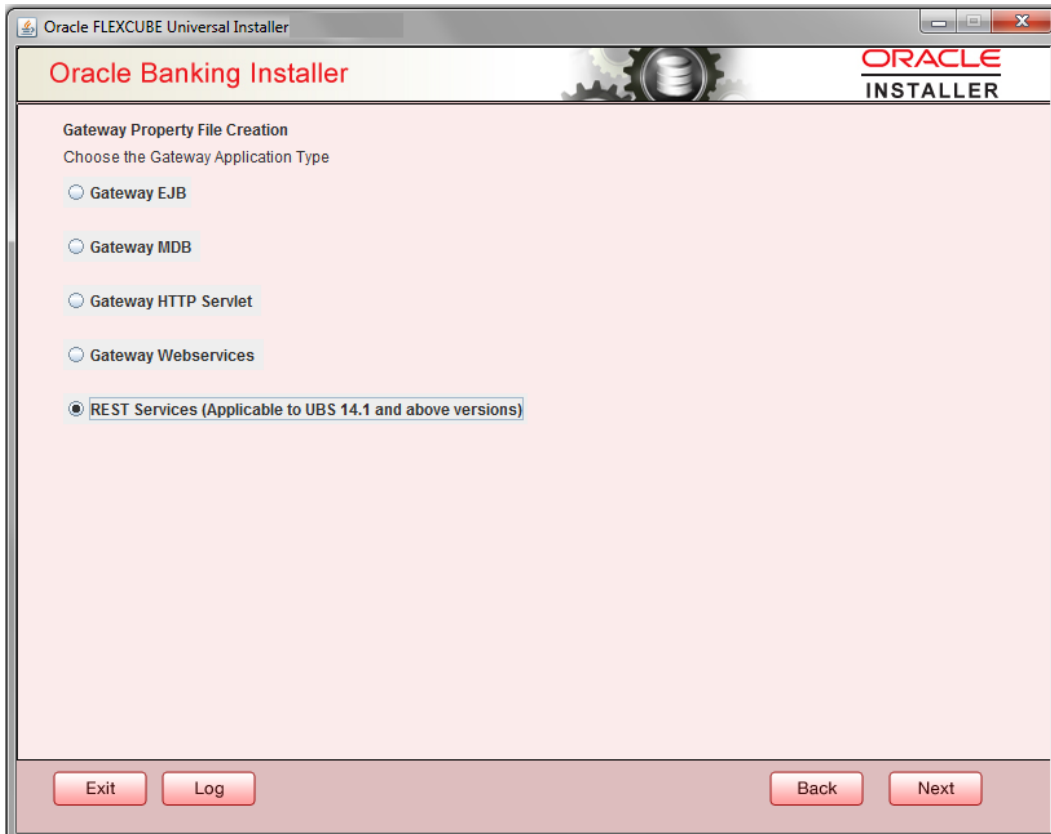 Oracle FLEXCUBE Universal Installer
Oracle Banking Installer
ORACLE
INSTALLER
Gateway Property File Creation
Choose the Gateway Application Type
Gateway EJB
Gateway MDB
Gateway HTTP Servlet
Gateway Webservices
REST Services (Applicable to UBS 14.1 and above versions)
Exit
Log
Back
Next